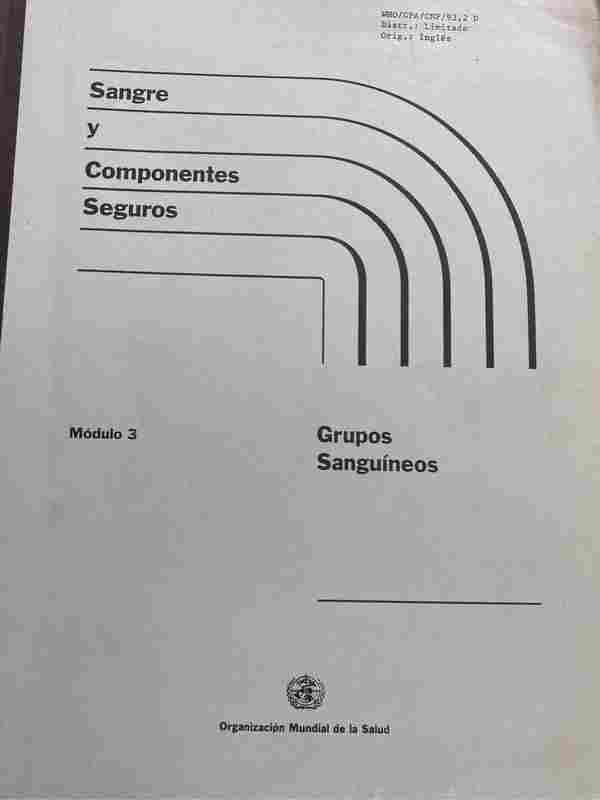 WHO/GPA/CNP/93.2 D
Distr.: Limitado
Orig.: Inglés
Sangre
y
Componentes
Seguros
Módulo 3
Grupos
Sanguíneos
Organización Mundial de la Salud